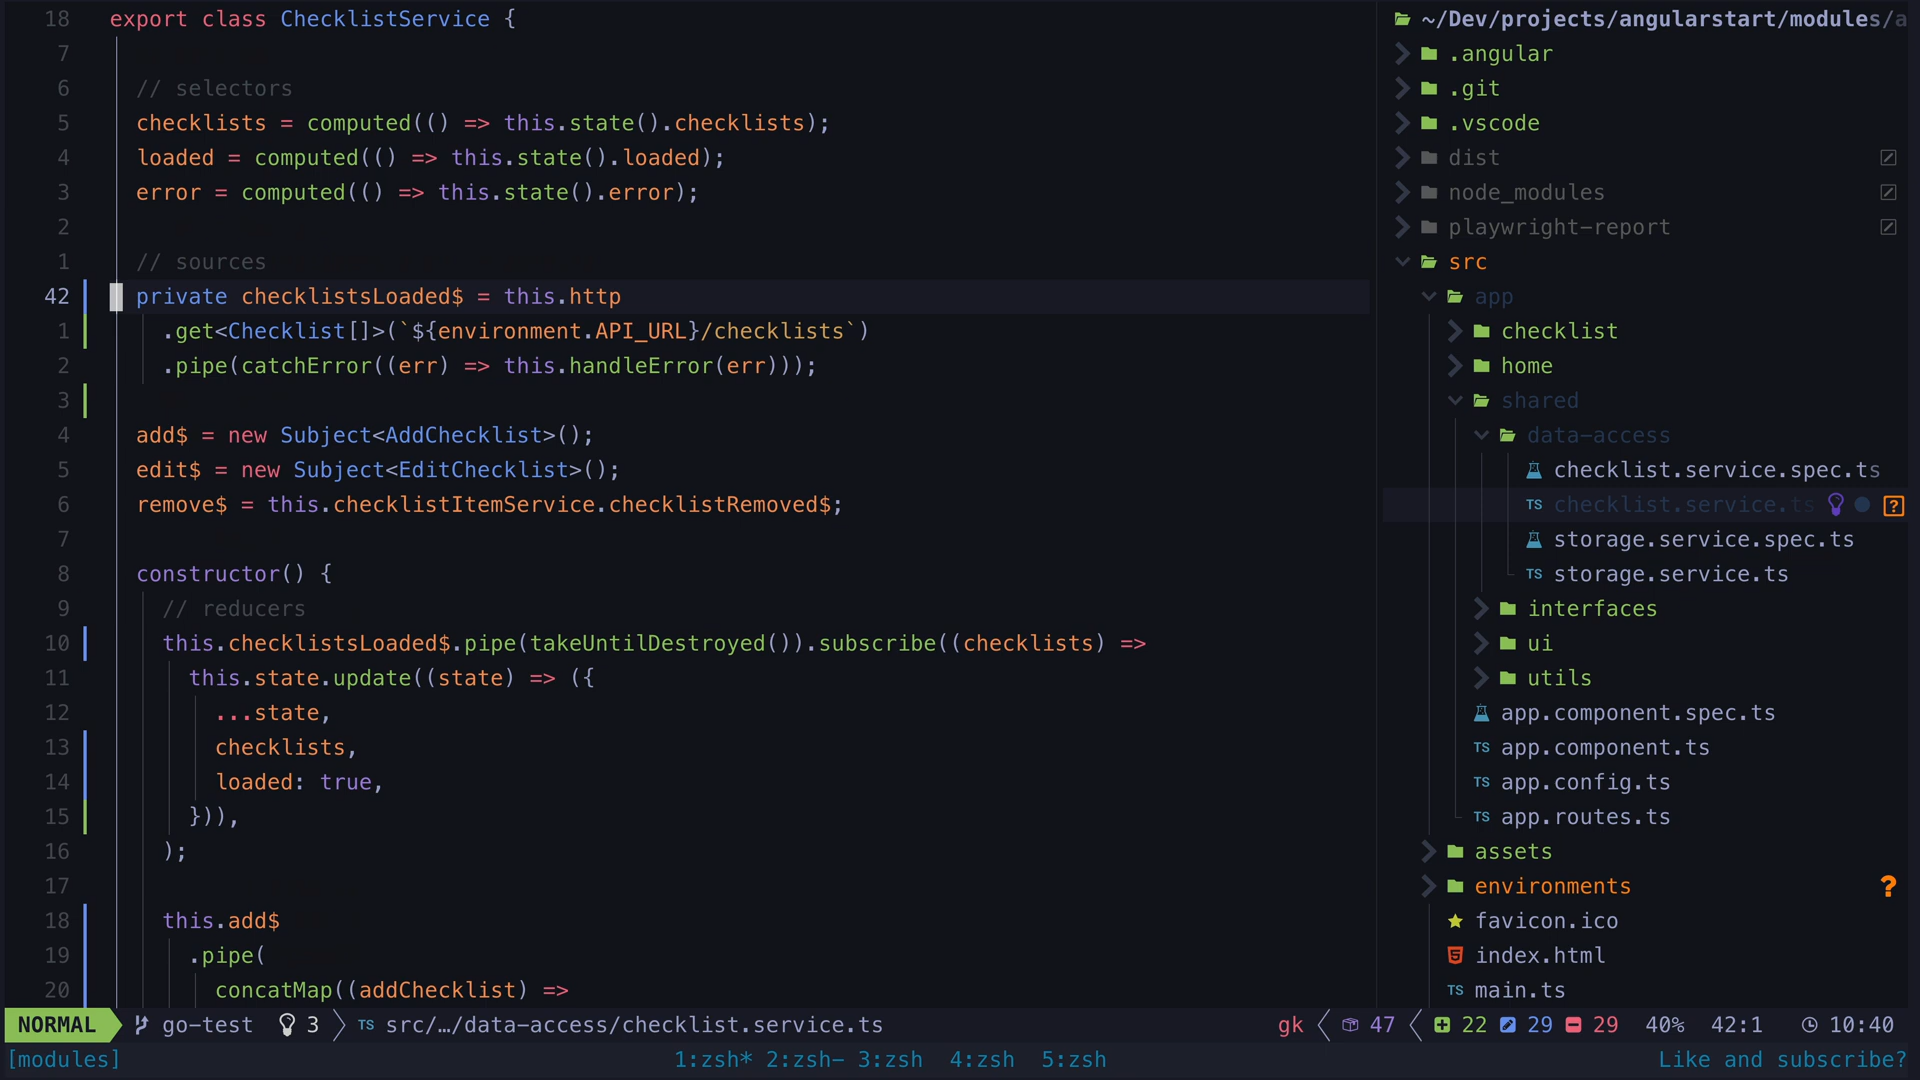 18 export class ChecklistService {
7
6 // selectors
5 checklists = computed(() => this.state().checklists);
4 loaded = computed(() => this.state().loaded);
3 error = computed(() => this.state().error);
2
1 // sources
42 private checklistsLoaded$ = this.http
1 .get<Checklist[]>(`${environment.API_URL}/checklists`)
2 .pipe(catchError((err) => this.handleError(err)));
3
4 add$ = new Subject<AddChecklist>();
5 edit$ = new Subject<EditChecklist>();
6 remove$ = this.checklistItemService.checklistRemoved$;
7
8 constructor() {
9 // reducers
10 this.checklistsLoaded$.pipe(takeUntilDestroyed()).subscribe((checklists) =>
11 this.state.update((state) => ({
12 ...state,
13 checklists,
14 loaded: true,
15 })),
16 );
17
18 this.add$
19 .pipe(
20 concatMap((addChecklist) =>
~/Dev/projects/angularstart/modules/a
.angular
.git
.vscode
dist
node_modules
playwright-report
src
app
checklist
home
shared
data-access
checklist.service.spec.ts
TS checklist.service.ts ?
storage.service.spec.ts
TS storage.service.ts
interfaces
ui
utils
app.component.spec.ts
TS app.component.ts
TS app.config.ts
TS app.routes.ts
assets
environments ?
favicon.ico
index.html
TS main.ts
NORMAL go-test 3 TS src/…/data-access/checklist.service.ts gk 47 22 29 29 40% 42:1 10:40
[modules] 1:zsh* 2:zsh- 3:zsh 4:zsh 5:zsh Like and subscribe?